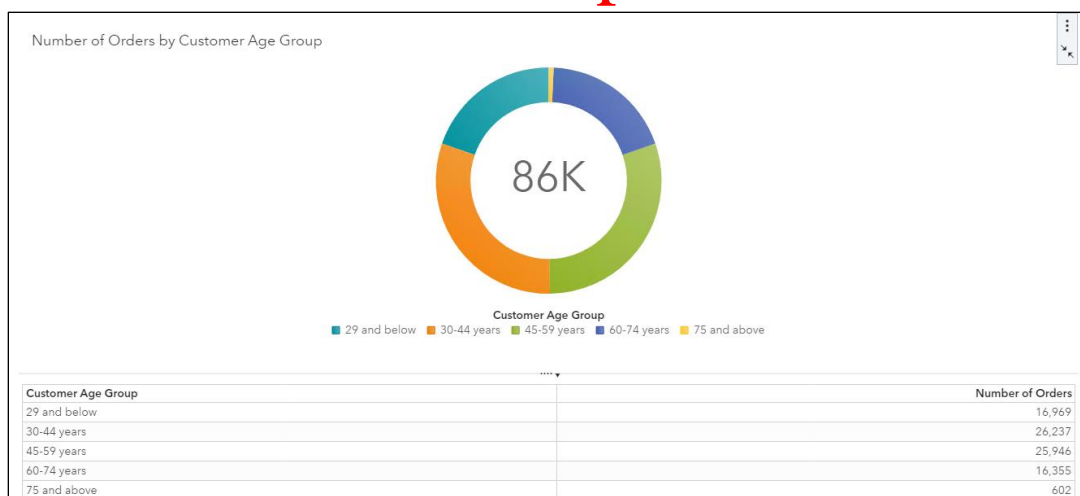 Number of Orders by Customer Age Group
86K
Customer Age Group
29 and below 30-44 years 45-59 years 60-74 years 75 and above
Customer Age Group Number of Orders
29 and below 16,969
30-44 years 26,237
45-59 years 25,946
60-74 years 16,355
75 and above 602